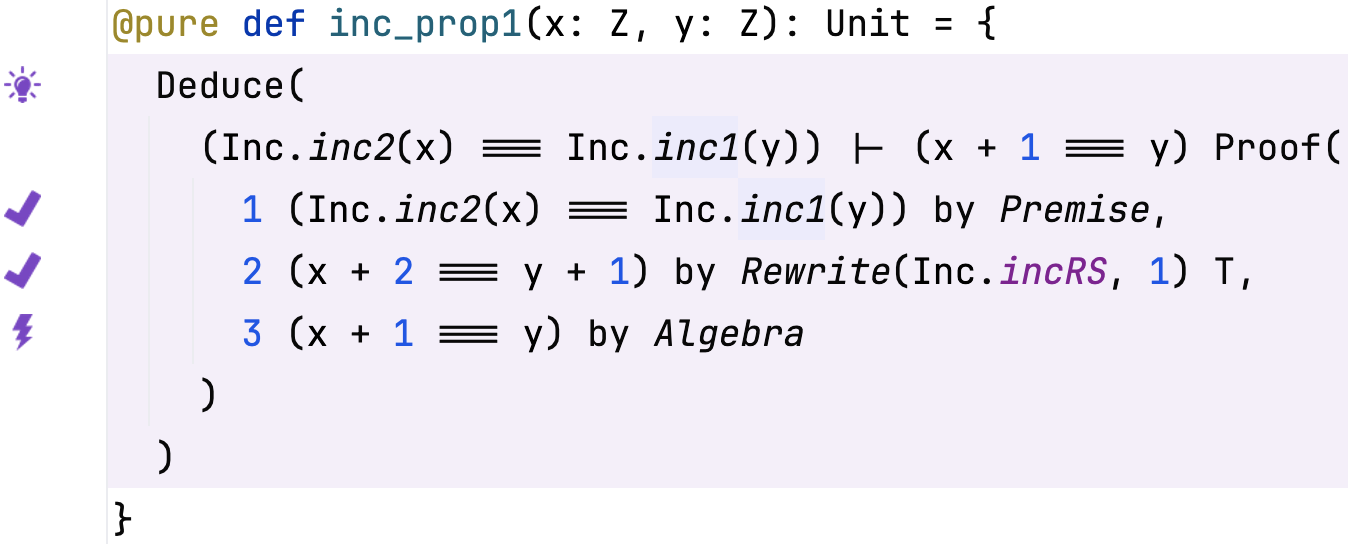 @pure def inc_prop1(x: Z, y: Z): Unit = {
Deduce(
(Inc.inc2(x) ≡ Inc.inc1(y)) ⊢ (x + 1 ≡ y) Proof(
1 (Inc.inc2(x) ≡ Inc.inc1(y)) by Premise,
2 (x + 2 ≡ y + 1) by Rewrite(Inc.incRS, 1) T,
3 (x + 1 ≡ y) by Algebra
)
)
}